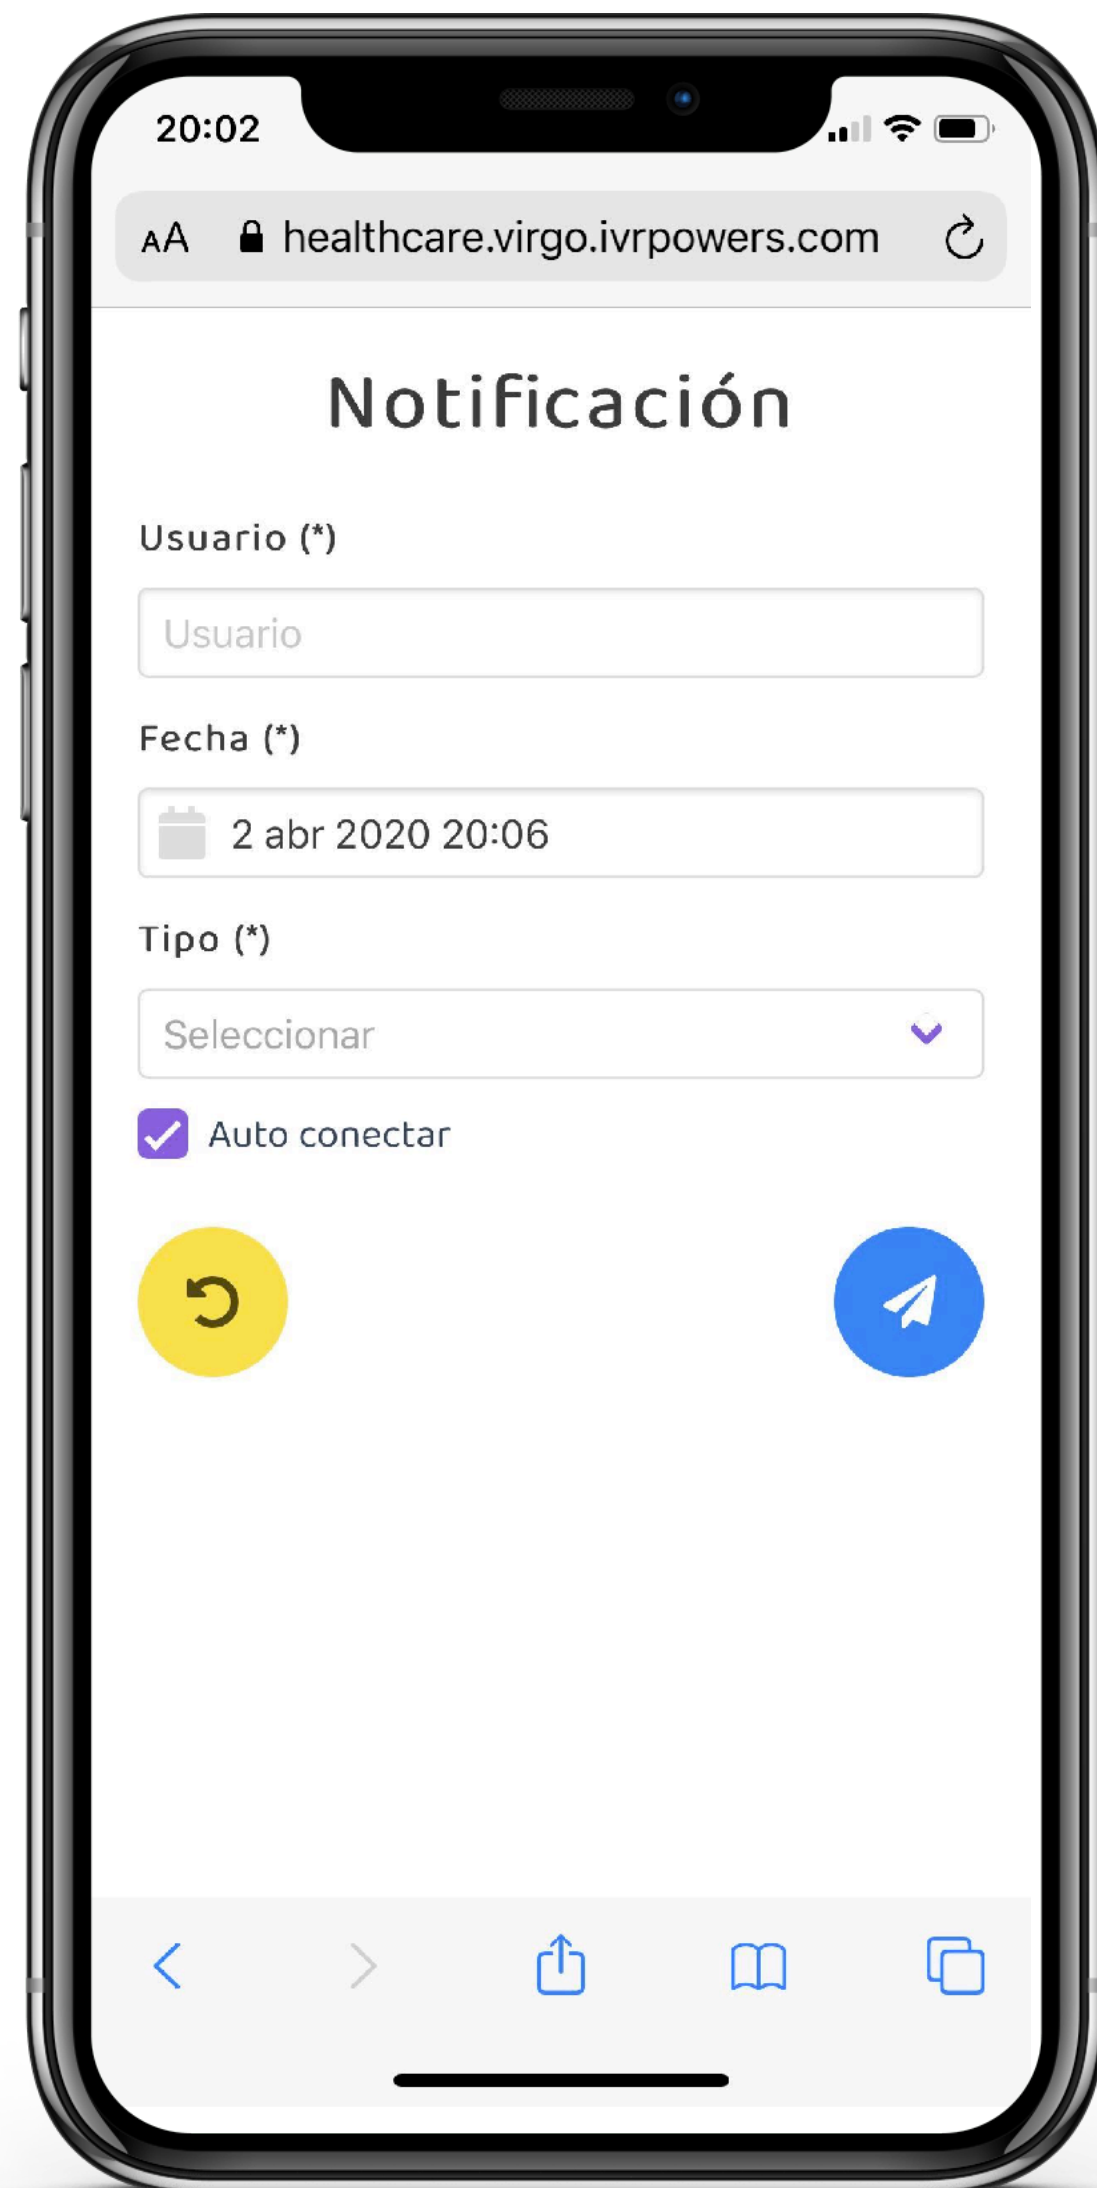 20:02
AA healthcare.virgo.ivrpowers.com
Notificación
Usuario (*)
Usuario
Fecha (*)
2 abr 2020 20:06
Tipo (*)
Seleccionar
Auto conectar